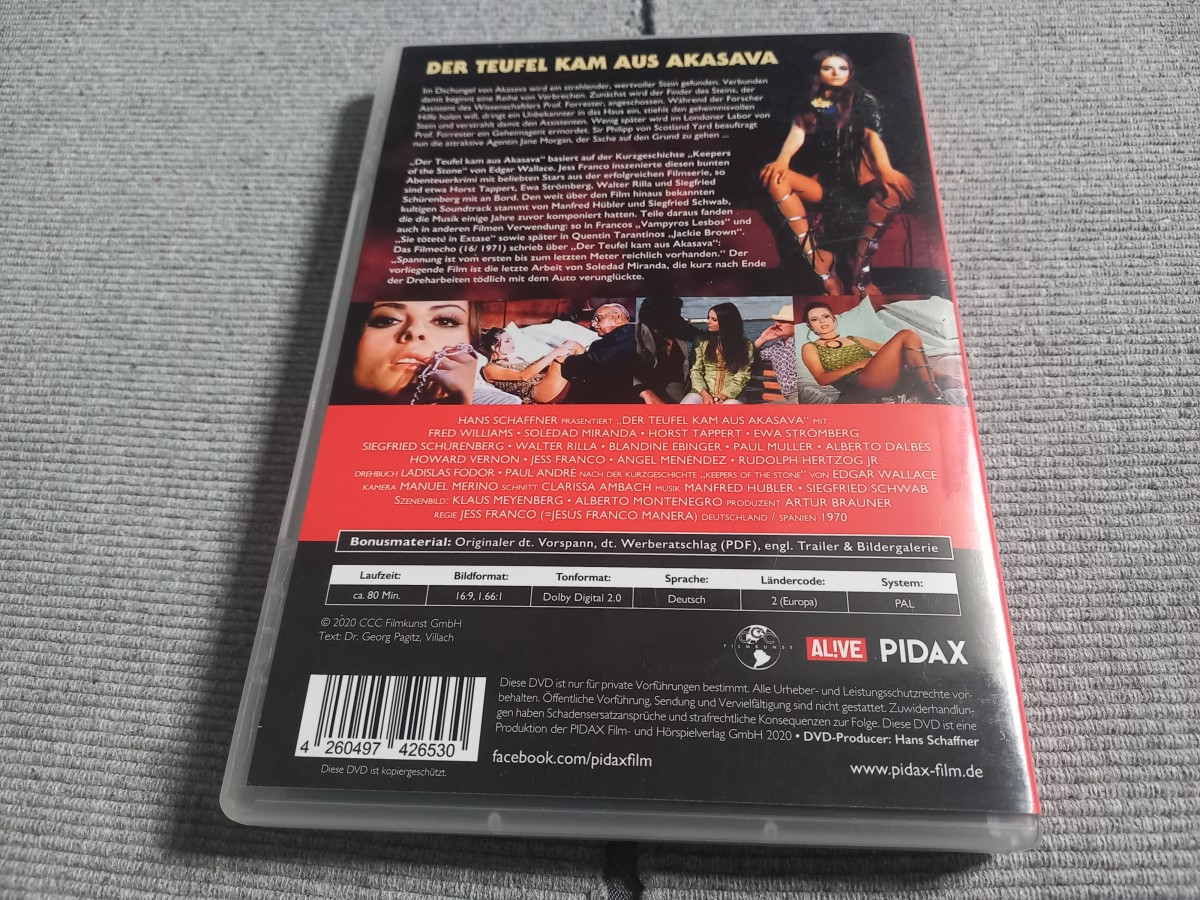 DER TEUFEL KAM AUS AKASAVA
Im Dschungel von Akasava wird ein strahlender, wertvoller Stein gefunden. Verbunden
damit beginnt eine Reihe von Verbrechen. Zunächst wird der Finder des Steins, der
Assistent des Wissenschaftlers Prof. Forrester, angeschossen. Während der Forscher
Hilfe holen will, dringt ein Unbekannter in das Haus ein, stiehlt den geheimnisvollen
Stein und verstrahlt damit den Assistenten. Wenig später wird im Londoner Labor von
Prof. Forrester ein Geheimagent ermordet. Sir Philipp von Scotland Yard beauftragt
nun die attraktive Agentin Jane Morgan, der Sache auf den Grund zu gehen ...
„Der Teufel kam aus Akasava“ basiert auf der Kurzgeschichte „Keepers
of the Stone“ von Edgar Wallace. Jess Franco inszenierte diesen bunten
Abenteuerkrimi mit beliebten Stars aus der erfolgreichen Filmserie, so
sind etwa Horst Tappert, Ewa Strömberg, Walter Rilla und Siegfried
Schürenberg mit an Bord. Den weit über den Film hinaus bekannten
kultigen Soundtrack stammt von Manfred Hübler und Siegfried Schwab,
die die Musik einige Jahre zuvor komponiert hatten. Teile daraus fanden
auch in anderen Filmen Verwendung: so in Francos „Vampyros Lesbos“ und
„Sie tötete in Extase“ sowie später in Quentin Tarantinos „Jackie Brown“.
Das Filmecho (16/ 1971) schrieb über „Der Teufel kam aus Akasava“:
„Spannung ist vom ersten bis zum letzten Meter reichlich vorhanden.“ Der
vorliegende Film ist die letzte Arbeit von Soledad Miranda, die kurz nach Ende
der Dreharbeiten tödlich mit dem Auto verunglückte.
HANS SCHAFFNER PRÄSENTIERT „DER TEUFEL KAM AUS AKASAVA“ MIT
FRED WILLIAMS • SOLEDAD MIRANDA • HORST TAPPERT • EWA STRÖMBERG
SIEGFRIED SCHÜRENBERG • WALTER RILLA • BLANDINE EBINGER • PAUL MULLER • ALBERTO DALBES
HOWARD VERNON • JESS FRANCO • ÁNGEL MENÉNDEZ • RUDOLPH HERTZOG JR.
DREHBUCH LADISLAS FODOR • PAUL ANDRÉ NACH DER KURZGESCHICHTE „KEEPERS OF THE STONE“ VON EDGAR WALLACE
KAMERA MANUEL MERINO SCHNITT CLARISSA AMBACH MUSIK MANFRED HÜBLER • SIEGFRIED SCHWAB
SZENENBILD: KLAUS MEYENBERG • ALBERTO MONTENEGRO PRODUZENT ARTUR BRAUNER
REGIE JESS FRANCO (=JESÚS FRANCO MANERA) DEUTSCHLAND / SPANIEN 1970
Bonusmaterial: Originaler dt. Vorspann, dt. Werberatschlag (PDF), engl. Trailer & Bildergalerie
Laufzeit: Bildformat: Tonformat: Sprache: Ländercode: System:
ca. 80 Min. 16:9, 1.66:1 Dolby Digital 2.0 Deutsch 2 (Europa) PAL
© 2020 CCC Filmkunst GmbH
Text: Dr. Georg Pagitz, Villach
CCC
FILMKUNST
AL!VE
PIDAX
Diese DVD ist nur für private Vorführungen bestimmt. Alle Urheber- und Leistungsschutzrechte vor-
behalten. Öffentliche Vorführung, Sendung und Vervielfältigung sind nicht gestattet. Zuwiderhandlun-
gen haben Schadensersatzansprüche und strafrechtliche Konsequenzen zur Folge. Diese DVD ist eine
Produktion der PIDAX Film- und Hörspielverlag GmbH 2020 • DVD-Producer: Hans Schaffner
4 260497 426530
Diese DVD ist kopiergeschützt.
facebook.com/pidaxfilm
www.pidax-film.de